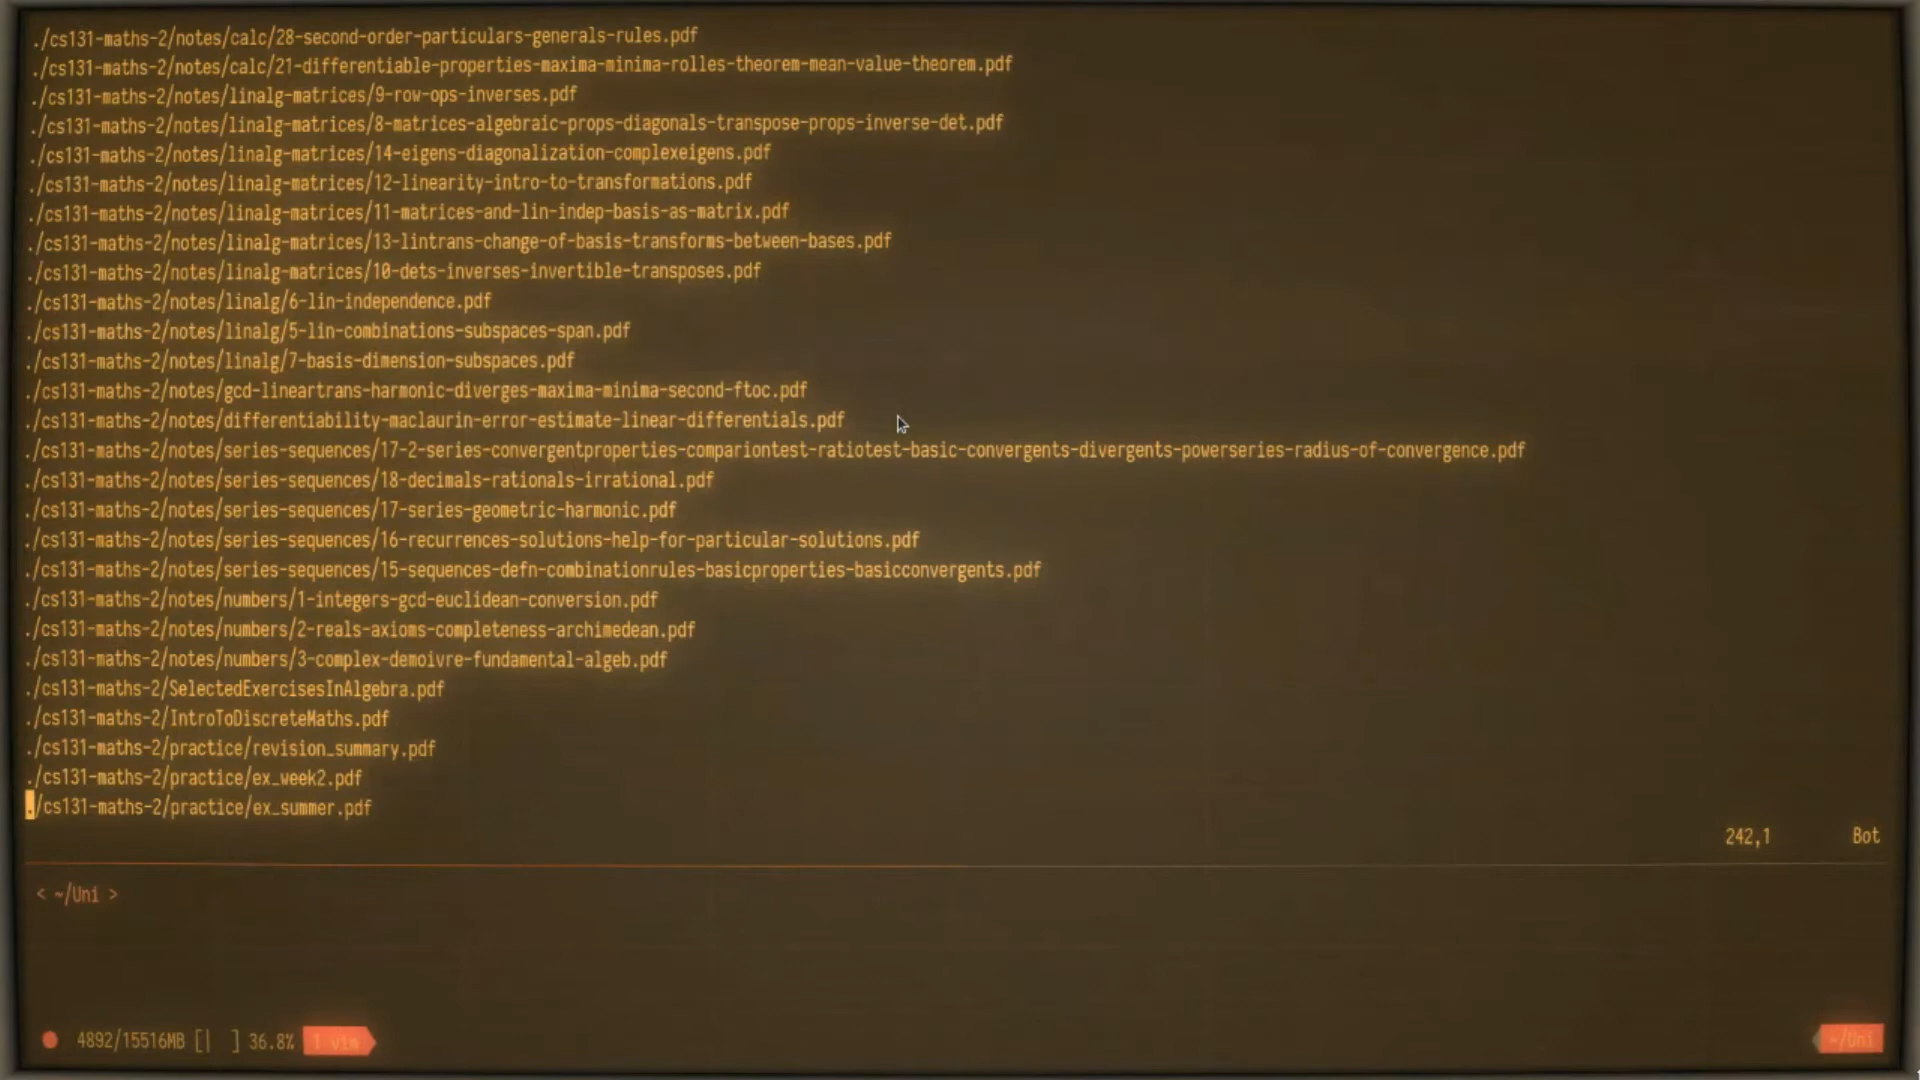 ./cs131-maths-2/notes/calc/28-second-order-particulars-generals-rules.pdf
./cs131-maths-2/notes/calc/21-differentiable-properties-maxima-minima-rolles-theorem-mean-value-theorem.pdf
./cs131-maths-2/notes/linalg-matrices/9-row-ops-inverses.pdf
./cs131-maths-2/notes/linalg-matrices/8-matrices-algebraic-props-diagonals-transpose-props-inverse-det.pdf
./cs131-maths-2/notes/linalg-matrices/14-eigens-diagonalization-complexeigens.pdf
./cs131-maths-2/notes/linalg-matrices/12-linearity-intro-to-transformations.pdf
./cs131-maths-2/notes/linalg-matrices/11-matrices-and-lin-indep-basis-as-matrix.pdf
./cs131-maths-2/notes/linalg-matrices/13-lintrans-change-of-basis-transforms-between-bases.pdf
./cs131-maths-2/notes/linalg-matrices/10-dets-inverses-invertible-transposes.pdf
./cs131-maths-2/notes/linalg/6-lin-independence.pdf
./cs131-maths-2/notes/linalg/5-lin-combinations-subspaces-span.pdf
./cs131-maths-2/notes/linalg/7-basis-dimension-subspaces.pdf
./cs131-maths-2/notes/gcd-lineartrans-harmonic-diverges-maxima-minima-second-ftoc.pdf
./cs131-maths-2/notes/differentiability-maclaurin-error-estimate-linear-differentials.pdf
./cs131-maths-2/notes/series-sequences/17-2-series-convergentproperties-compariontest-ratiotest-basic-convergents-divergents-powerseries-radius-of-convergence.pdf
./cs131-maths-2/notes/series-sequences/18-decimals-rationals-irrational.pdf
./cs131-maths-2/notes/series-sequences/17-series-geometric-harmonic.pdf
./cs131-maths-2/notes/series-sequences/16-recurrences-solutions-help-for-particular-solutions.pdf
./cs131-maths-2/notes/series-sequences/15-sequences-defn-combinationrules-basicproperties-basicconvergents.pdf
./cs131-maths-2/notes/numbers/1-integers-gcd-euclidean-conversion.pdf
./cs131-maths-2/notes/numbers/2-reals-axioms-completeness-archimedean.pdf
./cs131-maths-2/notes/numbers/3-complex-demoivre-fundamental-algeb.pdf
./cs131-maths-2/SelectedExercisesInAlgebra.pdf
./cs131-maths-2/IntroToDiscreteMaths.pdf
./cs131-maths-2/practice/revision_summary.pdf
./cs131-maths-2/practice/ex_week2.pdf
./cs131-maths-2/practice/ex_summer.pdf
242,1 Bot
< ~/Uni >
4892/15516MB [| ] 36.8% 1 vim ~/Uni